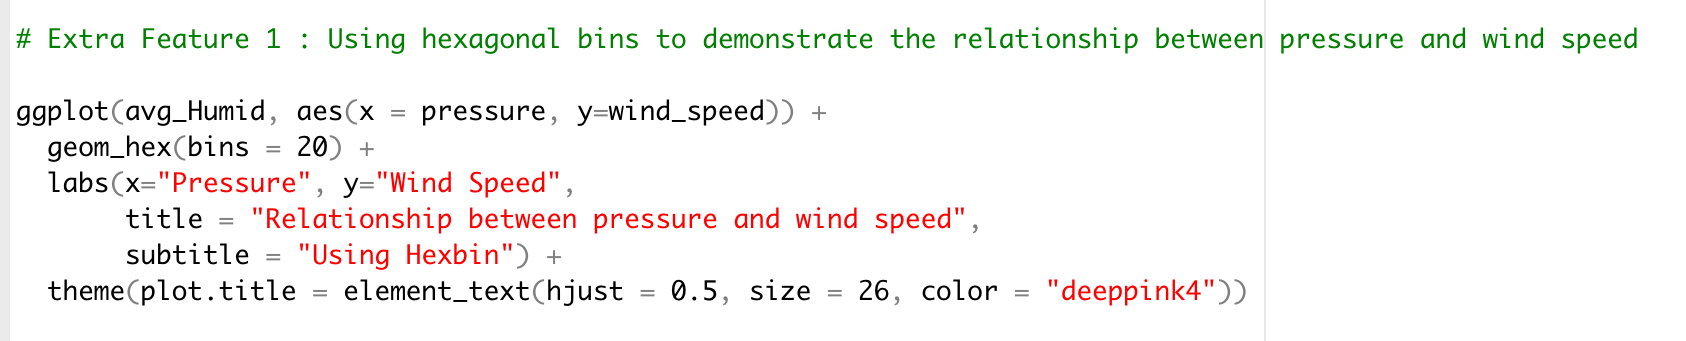 # Extra Feature 1 : Using hexagonal bins to demonstrate the relationship between pressure and wind speed
ggplot(avg_Humid, aes(x = pressure, y=wind_speed)) +
  geom_hex(bins = 20) +
  labs(x="Pressure", y="Wind Speed",
       title = "Relationship between pressure and wind speed",
       subtitle = "Using Hexbin") +
  theme(plot.title = element_text(hjust = 0.5, size = 26, color = "deeppink4"))